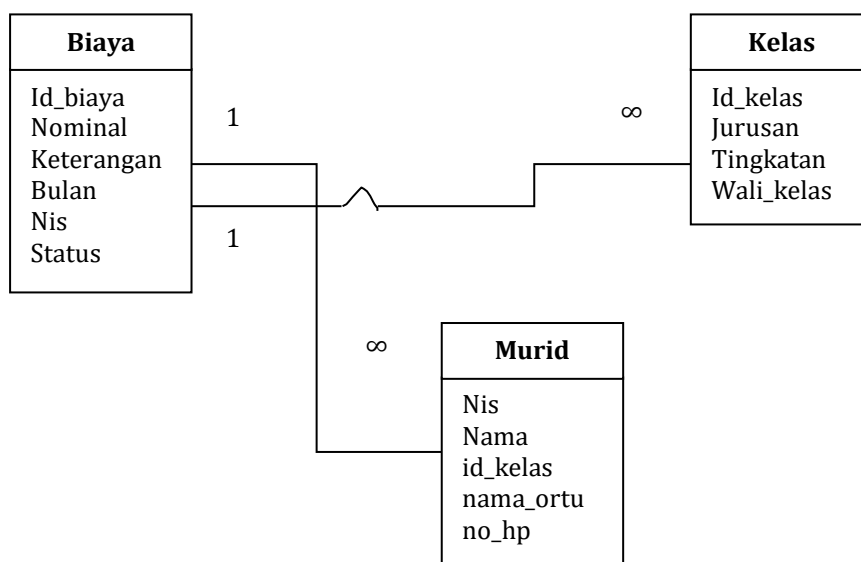 Biaya
Id_biaya
Nominal
Keterangan
Bulan
Nis
Status
1
1
∞
Kelas
Id_kelas
Jurusan
Tingkatan
Wali_kelas
∞
Murid
Nis
Nama
id_kelas
nama_ortu
no_hp